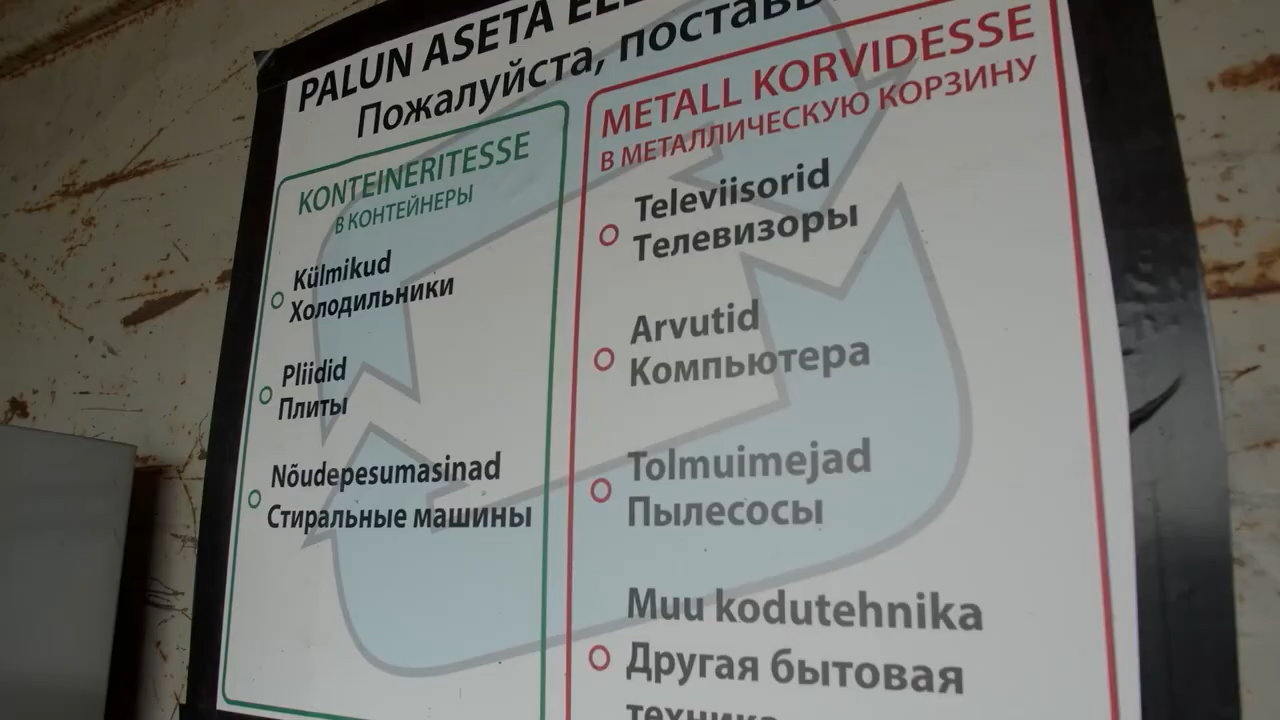 PALUN ASETA
Пожалуйста,
KONTEINERITESSE
В КОНТЕЙНЕРЫ
Külmikud
Холодильники
Pliidid
Плиты
Nõudepesumasinad
Стиральные машины
METALL KORVIDESSE
В МЕТАЛЛИЧЕСКУЮ КОРЗИНУ
Televiisorid
Телевизоры
Arvutid
Компьютера
Tolmuimejad
Пылесосы
Muu kodutehnika
Другая бытовая
техника